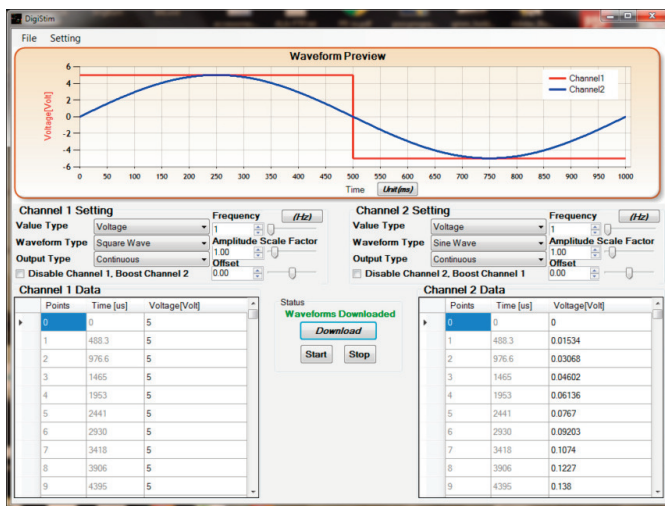 DigiStim
File Setting
Waveform Preview
Voltage[Volt]
6
4
2
0
-2
-4
-6
Channel1
Channel2
0 50 100 150 200 250 300 350 400 450 500 550 600 650 700 750 800 850 900 950 1000
Time Unit(ms)
Channel 1 Setting
Value Type Voltage
Waveform Type Square Wave
Output Type Continuous
Disable Channel 1, Boost Channel 2
Frequency (Hz)
1
Amplitude Scale Factor
1.00
Offset
0.00
Channel 2 Setting
Value Type Voltage
Waveform Type Sine Wave
Output Type Continuous
Disable Channel 2, Boost Channel 1
Frequency (Hz)
1
Amplitude Scale Factor
1.00
Offset
0.00
Channel 1 Data
Points Time [us] Voltage[Volt]
0 0 5
1 488.3 5
2 976.6 5
3 1465 5
4 1953 5
5 2441 5
6 2930 5
7 3418 5
8 3906 5
9 4395 5
Status
Waveforms Downloaded
Download
Start Stop
Channel 2 Data
Points Time [us] Voltage[Volt]
0 0 0
1 488.3 0.01534
2 976.6 0.03068
3 1465 0.04602
4 1953 0.06136
5 2441 0.0767
6 2930 0.09203
7 3418 0.1074
8 3906 0.1227
9 4395 0.138